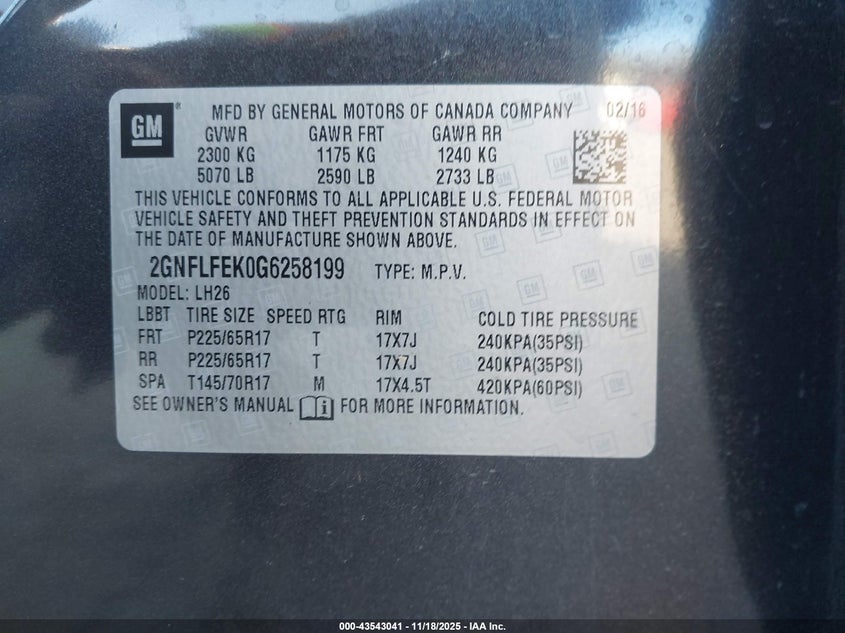 GM
MFD BY GENERAL MOTORS OF CANADA COMPANY 02/16
GVWR GAWR FRT GAWR RR
2300 KG 1175 KG 1240 KG
5070 LB 2590 LB 2733 LB
THIS VEHICLE CONFORMS TO ALL APPLICABLE U.S. FEDERAL MOTOR
VEHICLE SAFETY AND THEFT PREVENTION STANDARDS IN EFFECT ON
THE DATE OF MANUFACTURE SHOWN ABOVE.
2GNFLFEK0G6258199 TYPE: M.P.V.
MODEL: LH26
LBBT TIRE SIZE SPEED RTG RIM COLD TIRE PRESSURE
FRT P225/65R17 T 17X7J 240KPA(35PSI)
RR P225/65R17 T 17X7J 240KPA(35PSI)
SPA T145/70R17 M 17X4.5T 420KPA(60PSI)
SEE OWNER'S MANUAL FOR MORE INFORMATION.
000-43543041 - 11/18/2025 - IAA Inc.